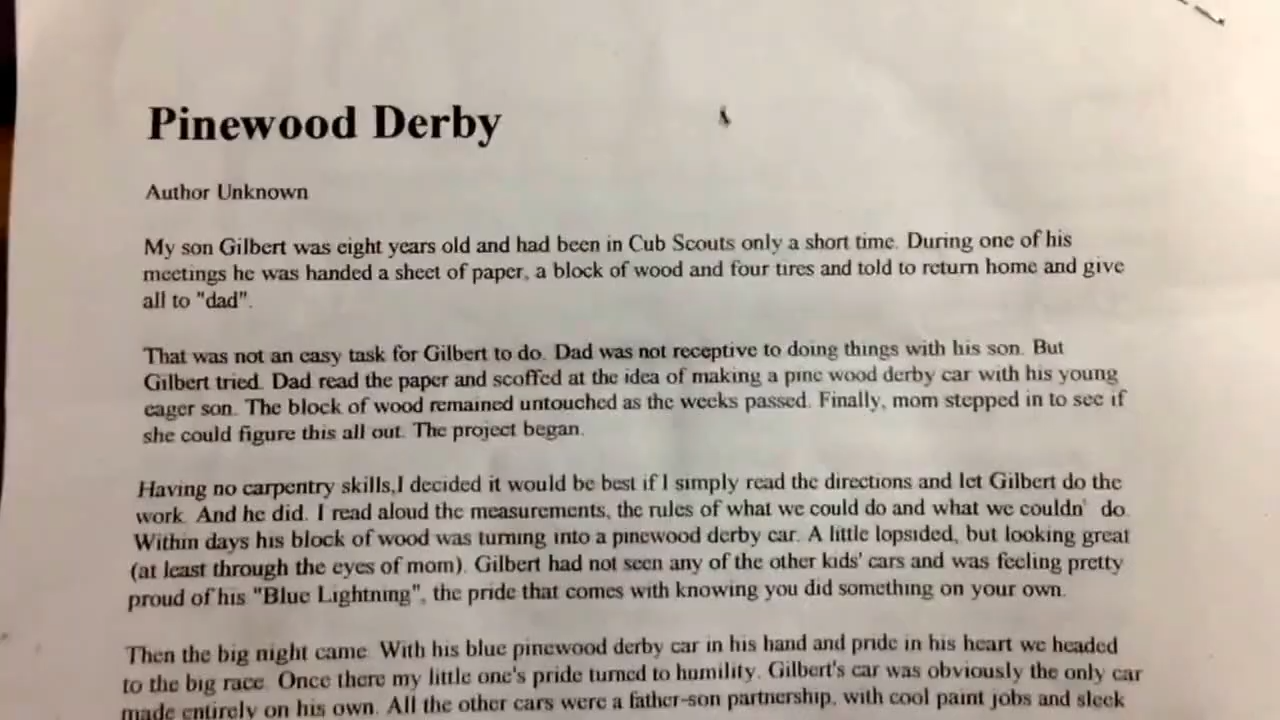 Pinewood Derby
Author Unknown
My son Gilbert was eight years old and had been in Cub Scouts only a short time. During one of his
meetings he was handed a sheet of paper, a block of wood and four tires and told to return home and give
all to "dad".
That was not an easy task for Gilbert to do. Dad was not receptive to doing things with his son. But
Gilbert tried. Dad read the paper and scoffed at the idea of making a pine wood derby car with his young
eager son. The block of wood remained untouched as the weeks passed. Finally, mom stepped in to see if
she could figure this all out. The project began.
Having no carpentry skills,I decided it would be best if I simply read the directions and let Gilbert do the
work. And he did. I read aloud the measurements, the rules of what we could do and what we couldn' do.
Within days his block of wood was turning into a pinewood derby car. A little lopsided, but looking great
(at least through the eyes of mom). Gilbert had not seen any of the other kids' cars and was feeling pretty
proud of his "Blue Lightning", the pride that comes with knowing you did something on your own.
Then the big night came. With his blue pinewood derby car in his hand and pride in his heart we headed
to the big race. Once there my little one's pride turned to humility. Gilbert's car was obviously the only car
made entirely on his own. All the other cars were a father-son partnership, with cool paint jobs and sleek